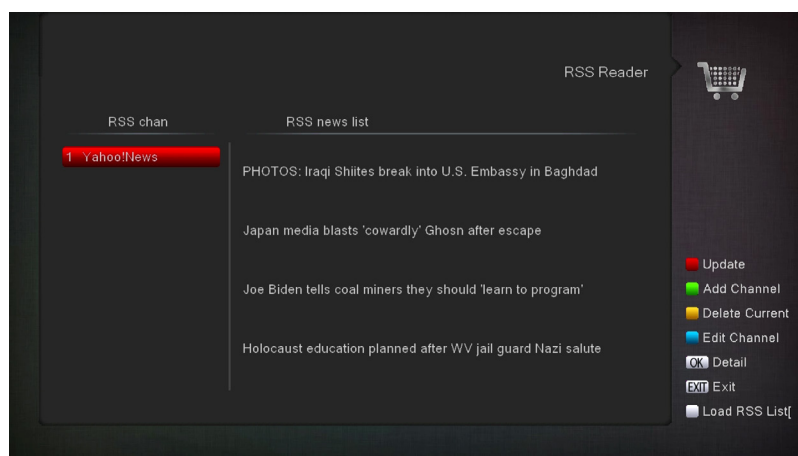 RSS Reader
RSS chan
RSS news list
1 Yahoo!News
PHOTOS: Iraqi Shiites break into U.S. Embassy in Baghdad
Japan media blasts 'cowardly' Ghosn after escape
Joe Biden tells coal miners they should 'learn to program'
Holocaust education planned after WV jail guard Nazi salute
Update
Add Channel
Delete Current
Edit Channel
OK Detail
EXIT Exit
Load RSS List[